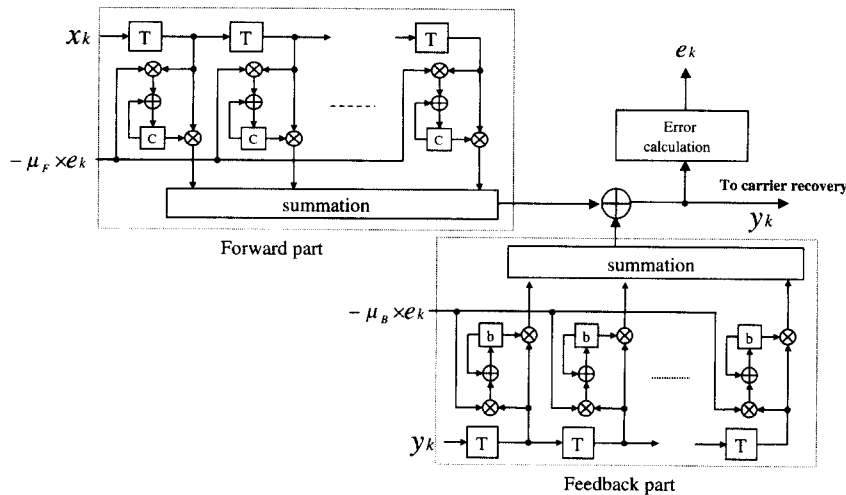 x_k
T T T
e_k
C C C
Error
calculation
− μ_F × e_k
To carrier recovery
summation
y_k
Forward part
summation
− μ_B × e_k
b b b
y_k
T T T
Feedback part